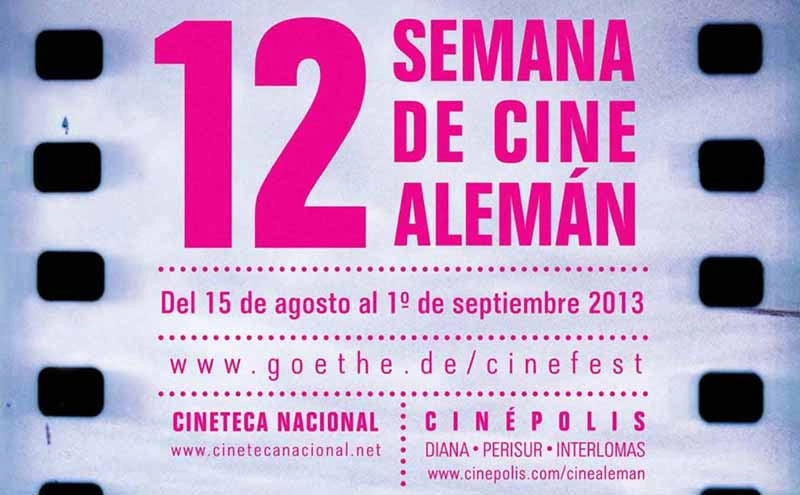 12 SEMANA
DE CINE
ALEMÁN
Del 15 de agosto al 1º de septiembre 2013
www.goethe.de/cinefest
CINETECA NACIONAL
www.cinetecanacional.net
CINÉPOLIS
DIANA • PERISUR • INTERLOMAS
www.cinepolis.com/cinealeman